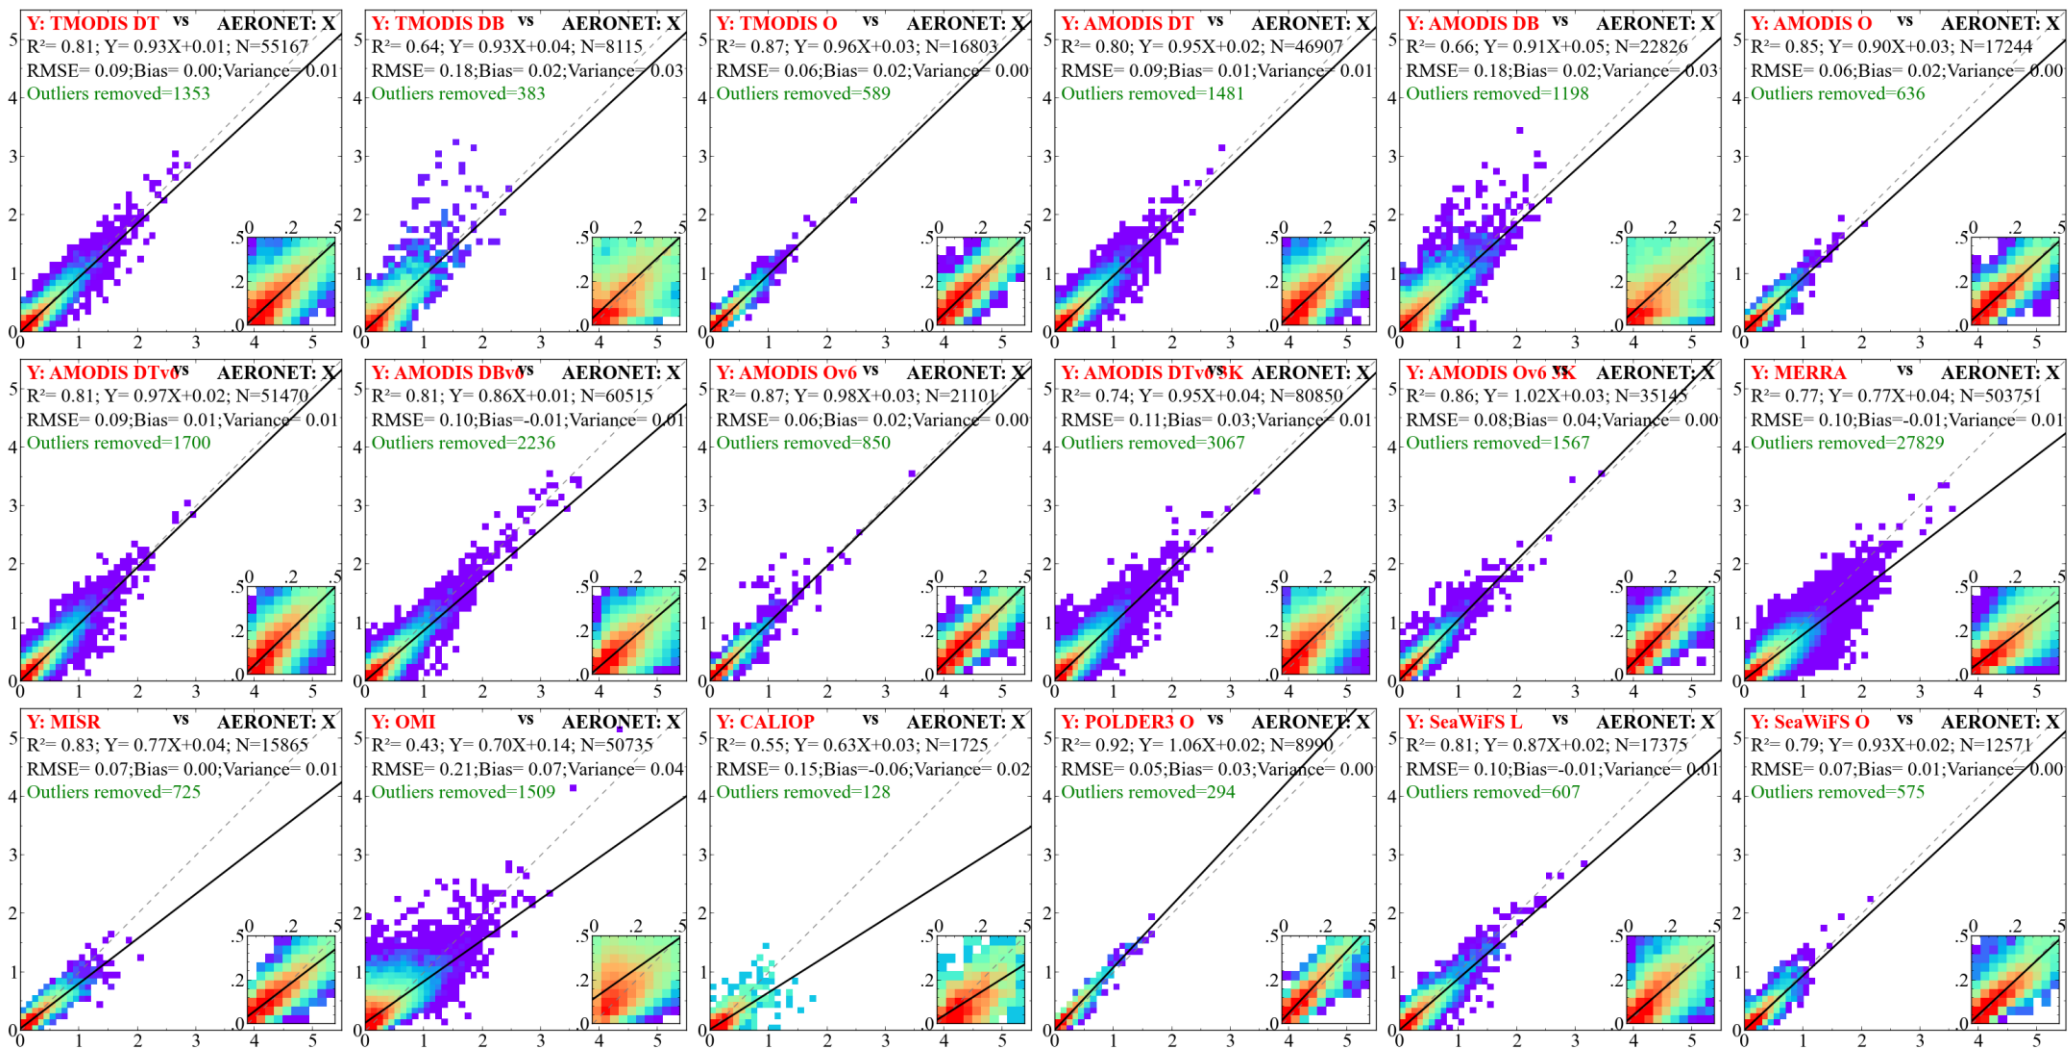 Y: TMODIS DT vs AERONET: X
R²= 0.81; Y= 0.93X+0.01; N=55167
RMSE= 0.09;Bias= 0.00;Variance= 0.01
Outliers removed=1353
Y: TMODIS DB vs AERONET: X
R²= 0.64; Y= 0.93X+0.04; N=8115
RMSE= 0.18;Bias= 0.02;Variance= 0.03
Outliers removed=383
Y: TMODIS O vs AERONET: X
R²= 0.87; Y= 0.96X+0.03; N=16803
RMSE= 0.06;Bias= 0.02;Variance= 0.00
Outliers removed=589
Y: AMODIS DT vs AERONET: X
R²= 0.80; Y= 0.95X+0.02; N=46907
RMSE= 0.09;Bias= 0.01;Variance= 0.01
Outliers removed=1481
Y: AMODIS DB vs AERONET: X
R²= 0.66; Y= 0.91X+0.05; N=22826
RMSE= 0.18;Bias= 0.02;Variance= 0.03
Outliers removed=1198
Y: AMODIS O vs AERONET: X
R²= 0.85; Y= 0.90X+0.03; N=17244
RMSE= 0.06;Bias= 0.02;Variance= 0.00
Outliers removed=636
Y: AMODIS DTv6 vs AERONET: X
R²= 0.81; Y= 0.97X+0.02; N=51470
RMSE= 0.09;Bias= 0.01;Variance= 0.01
Outliers removed=1700
Y: AMODIS DBv6 vs AERONET: X
R²= 0.81; Y= 0.86X+0.01; N=60515
RMSE= 0.10;Bias=-0.01;Variance= 0.01
Outliers removed=2236
Y: AMODIS Ov6 vs AERONET: X
R²= 0.87; Y= 0.98X+0.03; N=21101
RMSE= 0.06;Bias= 0.02;Variance= 0.00
Outliers removed=850
Y: AMODIS DTv6 3K vs AERONET: X
R²= 0.74; Y= 0.95X+0.04; N=80850
RMSE= 0.11;Bias= 0.03;Variance= 0.01
Outliers removed=3067
Y: AMODIS Ov6 3K vs AERONET: X
R²= 0.86; Y= 1.02X+0.03; N=35145
RMSE= 0.08;Bias= 0.04;Variance= 0.00
Outliers removed=1567
Y: MERRA vs AERONET: X
R²= 0.77; Y= 0.77X+0.04; N=503751
RMSE= 0.10;Bias=-0.01;Variance= 0.01
Outliers removed=27829
Y: MISR vs AERONET: X
R²= 0.83; Y= 0.77X+0.04; N=15865
RMSE= 0.07;Bias= 0.00;Variance= 0.01
Outliers removed=725
Y: OMI vs AERONET: X
R²= 0.43; Y= 0.70X+0.14; N=50735
RMSE= 0.21;Bias= 0.07;Variance= 0.04
Outliers removed=1509
Y: CALIOP vs AERONET: X
R²= 0.55; Y= 0.63X+0.03; N=1725
RMSE= 0.15;Bias=-0.06;Variance= 0.02
Outliers removed=128
Y: POLDER3 O vs AERONET: X
R²= 0.92; Y= 1.06X+0.02; N=8990
RMSE= 0.05;Bias= 0.03;Variance= 0.00
Outliers removed=294
Y: SeaWiFS L vs AERONET: X
R²= 0.81; Y= 0.87X+0.02; N=17375
RMSE= 0.10;Bias=-0.01;Variance= 0.01
Outliers removed=607
Y: SeaWiFS O vs AERONET: X
R²= 0.79; Y= 0.93X+0.02; N=12571
RMSE= 0.07;Bias= 0.01;Variance= 0.00
Outliers removed=575